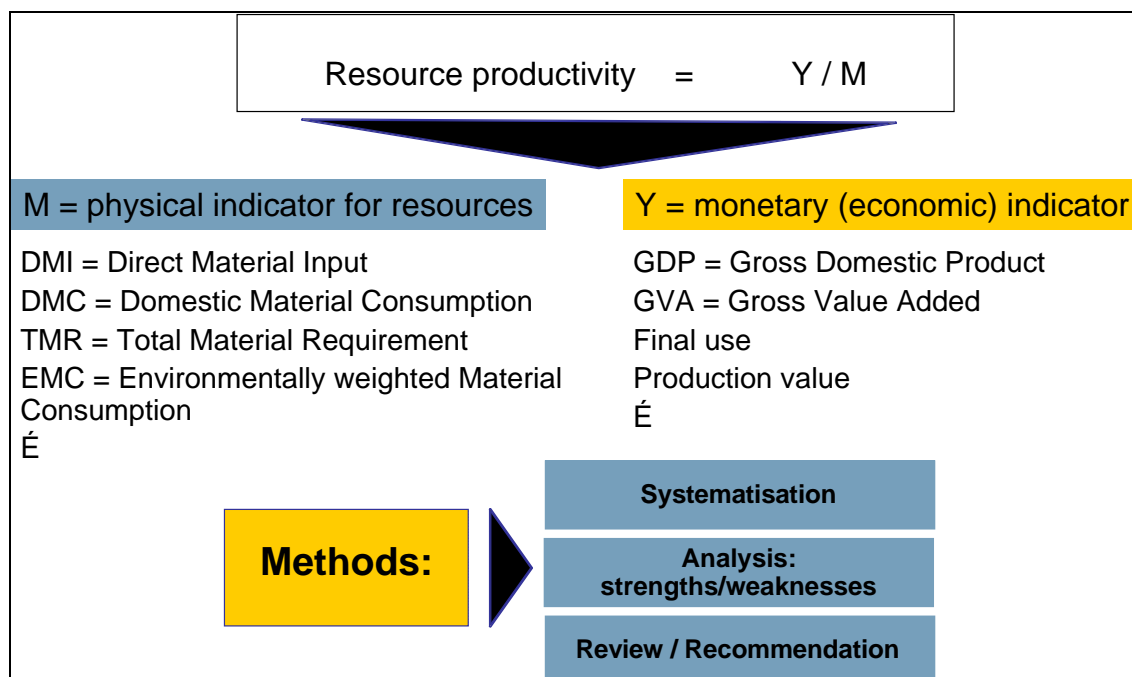 Resource productivity = Y / M
M = physical indicator for resources
DMI = Direct Material Input
DMC = Domestic Material Consumption
TMR = Total Material Requirement
EMC = Environmentally weighted Material
Consumption
É
Y = monetary (economic) indicator
GDP = Gross Domestic Product
GVA = Gross Value Added
Final use
Production value
É
Methods:
Systematisation
Analysis:
strengths/weaknesses
Review / Recommendation